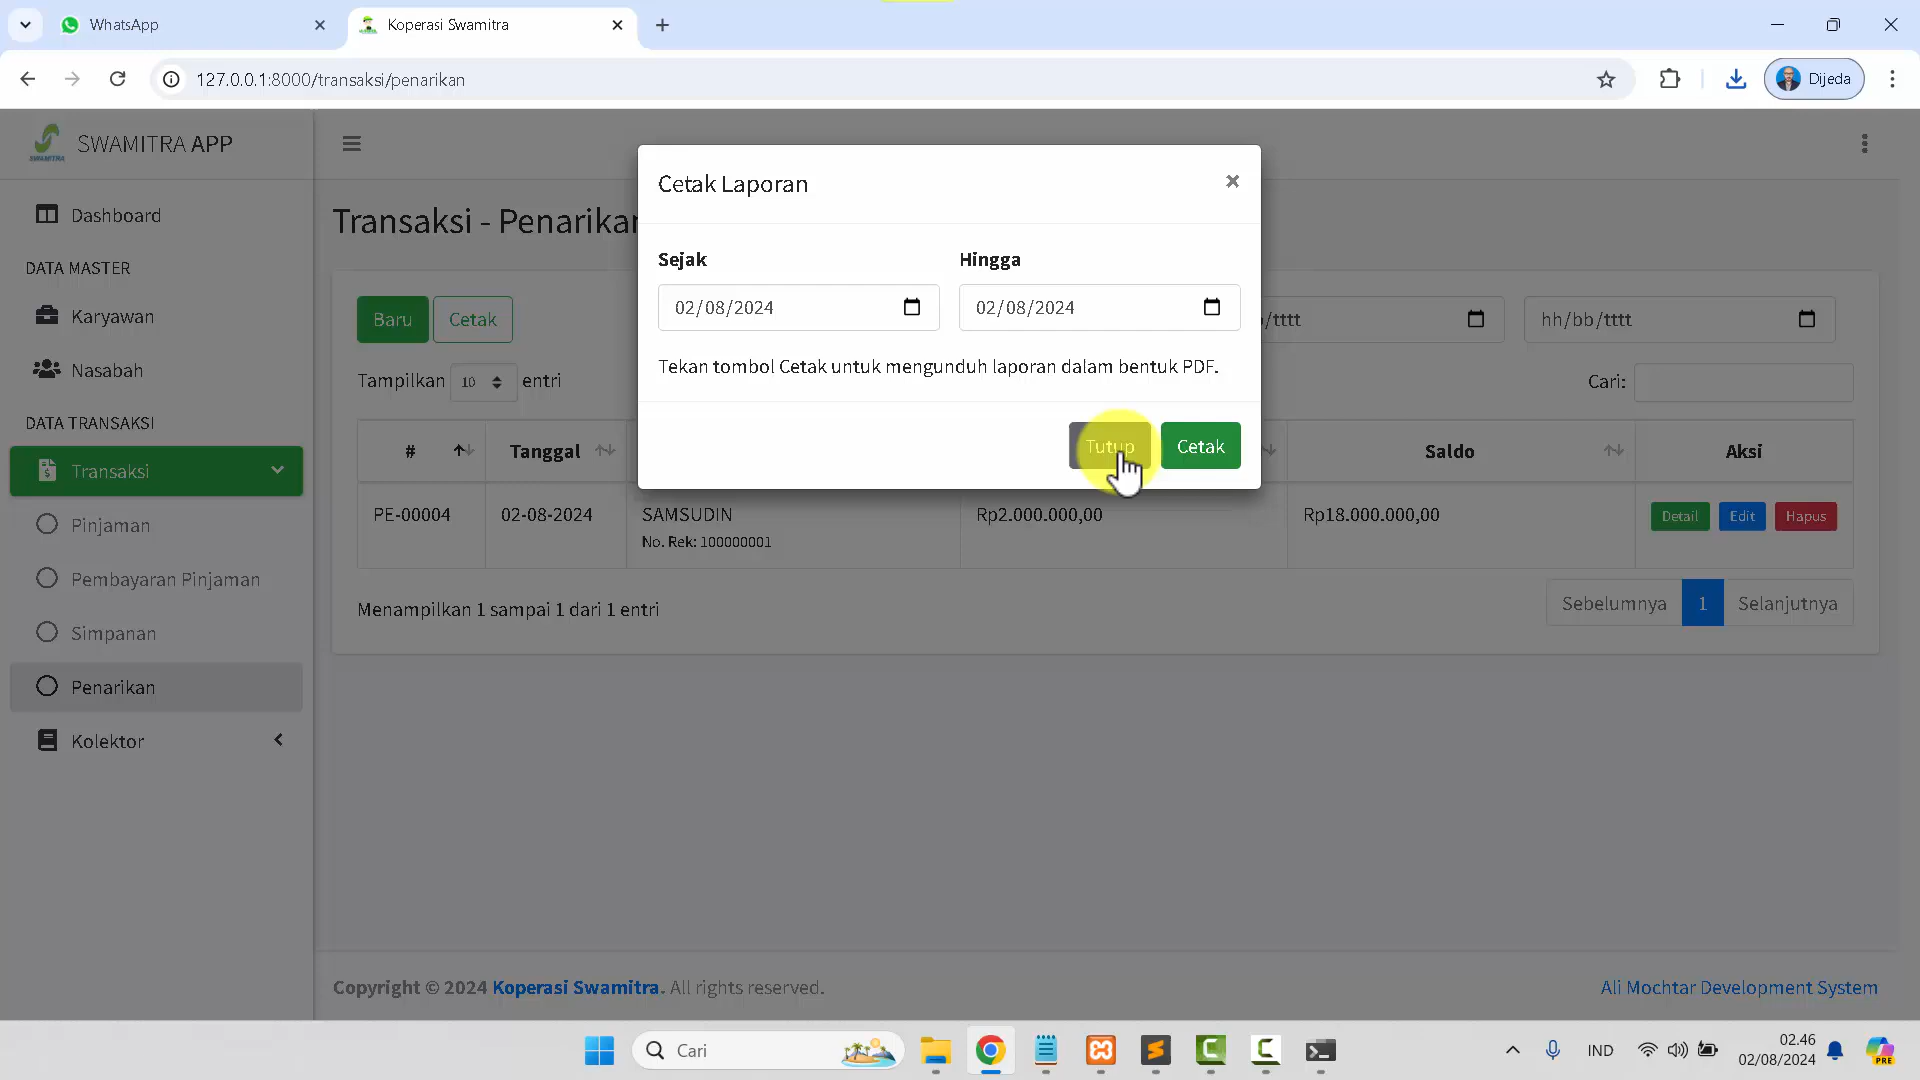 WhatsApp
Koperasi Swamitra
127.0.0.1:8000/transaksi/penarikan
Dijeda
SWAMITRA
SWAMITRA APP
Dashboard
DATA MASTER
Karyawan
Nasabah
DATA TRANSAKSI
Transaksi
Pinjaman
Pembayaran Pinjaman
Simpanan
Penarikan
Kolektor
Transaksi - Penarikan
Baru
Cetak
/tttt
hh/bb/tttt
Tampilkan 10 entri
Cari:
# Tanggal Saldo Aksi
PE-00004 02-08-2024 SAMSUDIN Rp2.000.000,00 Rp18.000.000,00 Detail Edit Hapus
No. Rek: 100000001
Menampilkan 1 sampai 1 dari 1 entri
Sebelumnya 1 Selanjutnya
Cetak Laporan
×
Sejak Hingga
02/08/2024 02/08/2024
Tekan tombol Cetak untuk mengunduh laporan dalam bentuk PDF.
Tutup Cetak
Copyright © 2024 Koperasi Swamitra. All rights reserved.
Ali Mochtar Development System
Cari
IND
02.46
02/08/2024
PRE